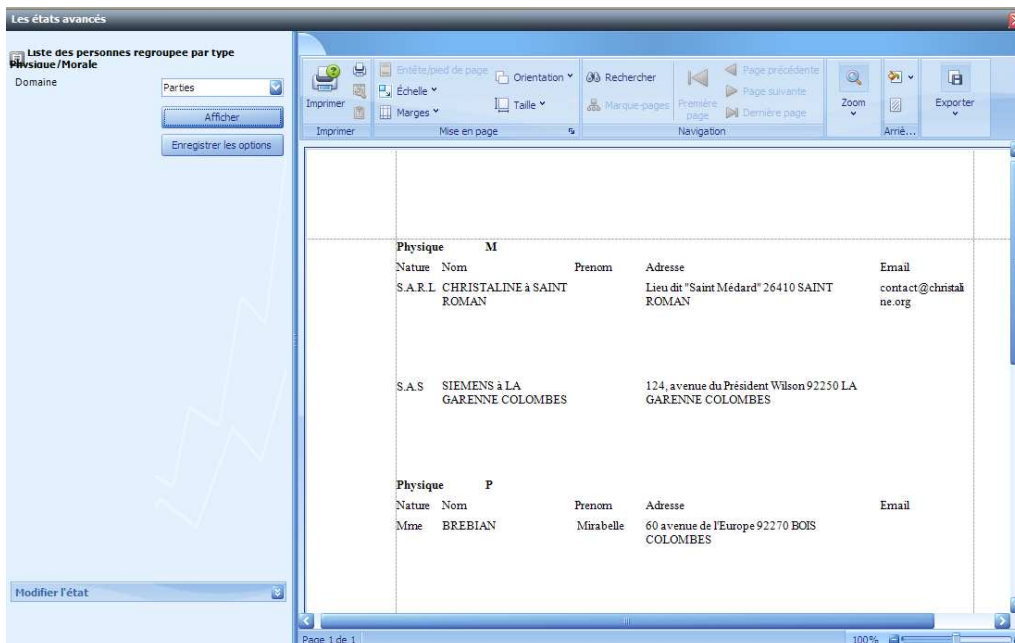 Les états avancés
Liste des personnes regroupee par type
Physique/Morale
Domaine
Parties
Afficher
Enregistrer les options
Modifier l'état
Imprimer
Entête/pied de page
Échelle
Marges
Orientation
Taille
Rechercher
Marque-pages
Première
page
Page précédente
Page suivante
Dernière page
Zoom
Exporter
Imprimer
Mise en page
Navigation
Arriè...
Physique M
Nature Nom Prenom Adresse Email
S.A.R.L CHRISTALINE à SAINT Lieu dit "Saint Médard" 26410 SAINT contact@christali
ROMAN ROMAN ne.org
S.A.S SIEMENS à LA 124, avenue du Président Wilson 92250 LA
GARENNE COLOMBES GARENNE COLOMBES
Physique P
Nature Nom Prenom Adresse Email
Mme BREBIAN Mirabelle 60 avenue de l'Europe 92270 BOIS
COLOMBES
Page 1 de 1
100%